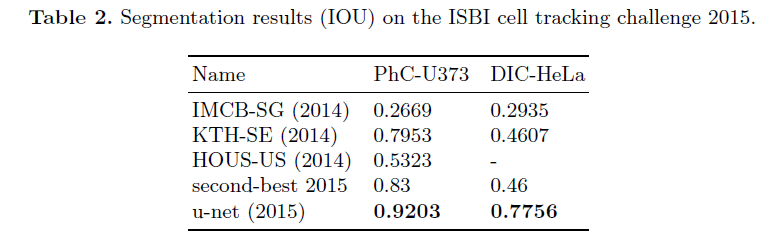 Table 2. Segmentation results (IOU) on the ISBI cell tracking challenge 2015.
Name PhC-U373 DIC-HeLa
IMCB-SG (2014) 0.2669 0.2935
KTH-SE (2014) 0.7953 0.4607
HOUS-US (2014) 0.5323 -
second-best 2015 0.83 0.46
u-net (2015) 0.9203 0.7756